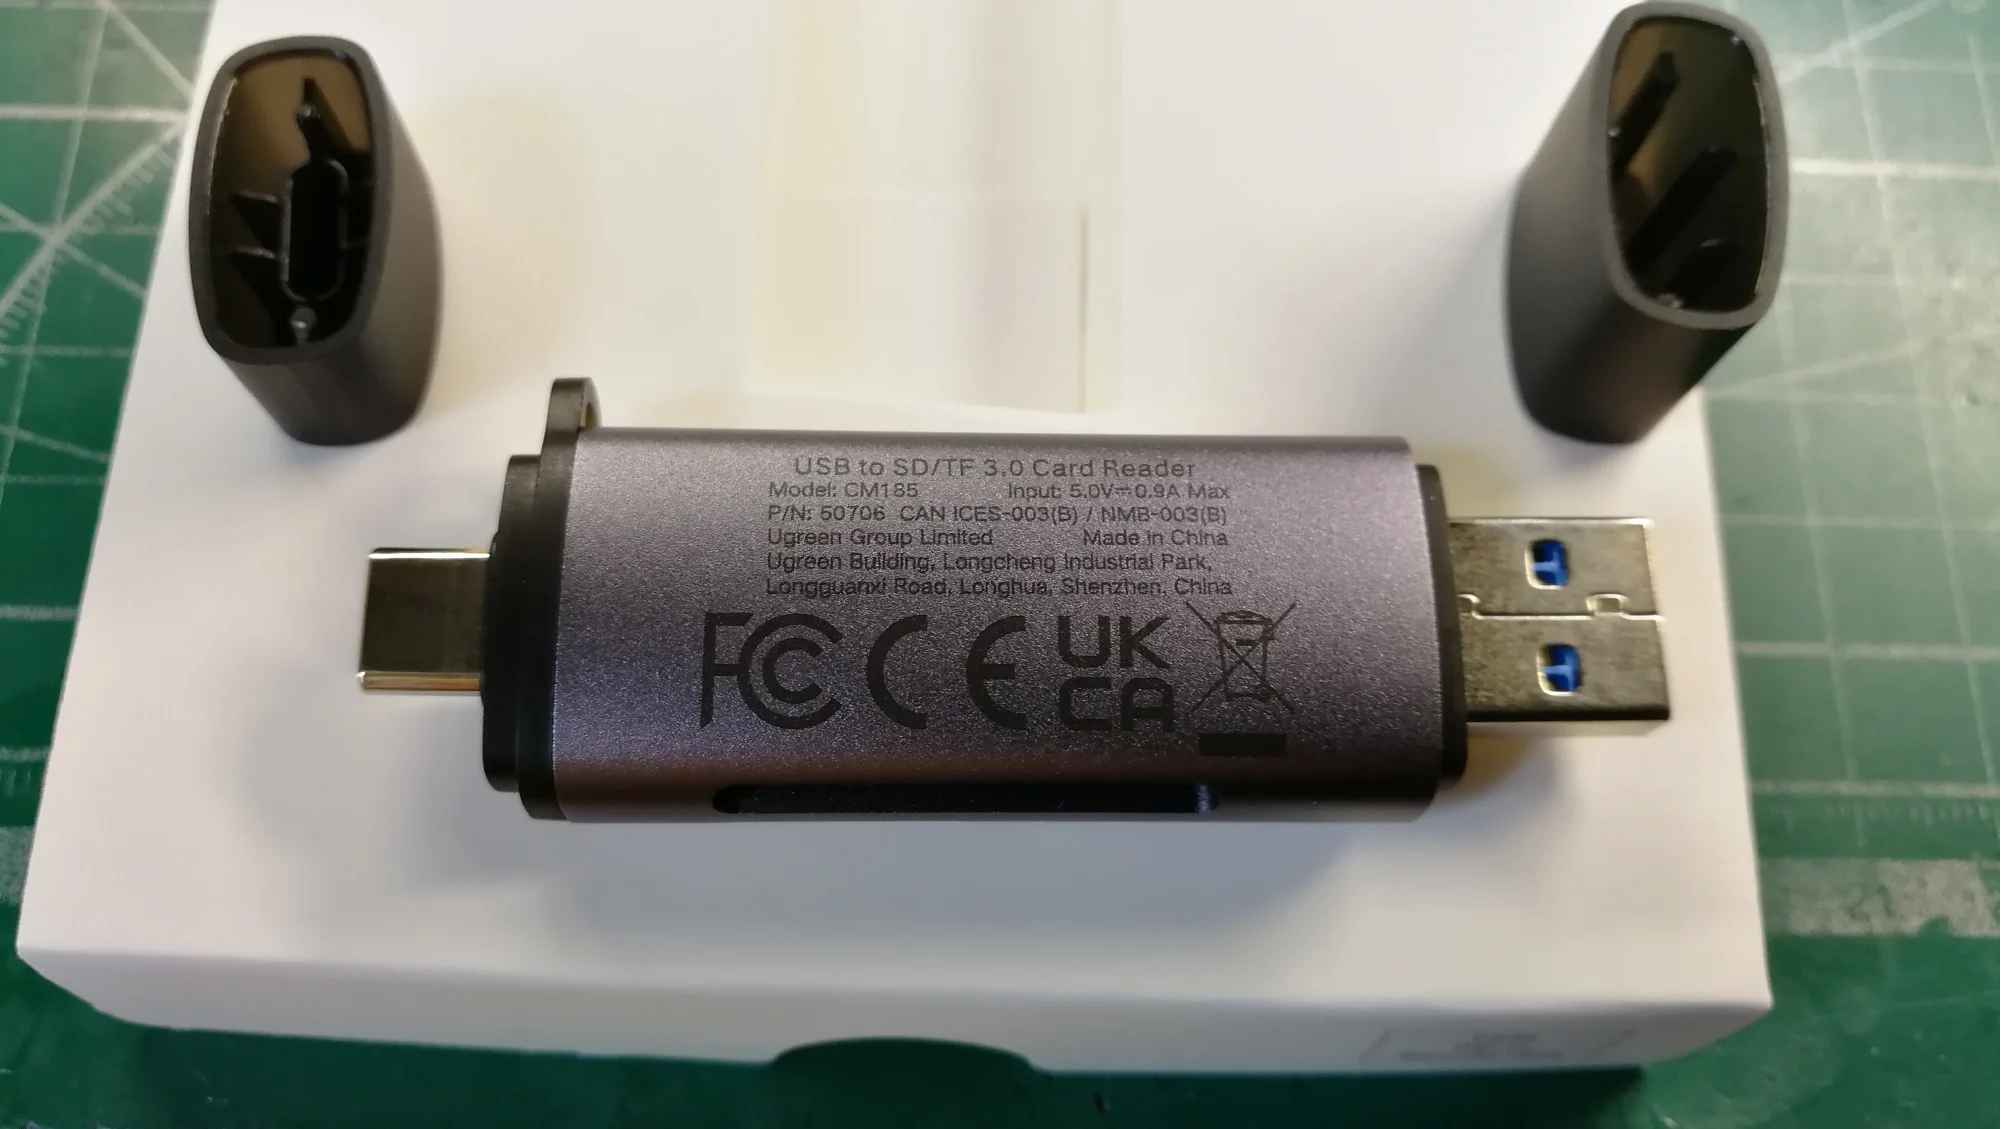 USB to SD/TF 3.0 Card Reader
Model: CM185 Input: 5.0V⎓0.9A Max
P/N: 50706 CAN ICES-003(B) / NMB-003(B)
Ugreen Group Limited Made in China
Ugreen Building, Longcheng Industrial Park,
Longguanxi Road, Longhua, Shenzhen, China
FC CE UK
CA